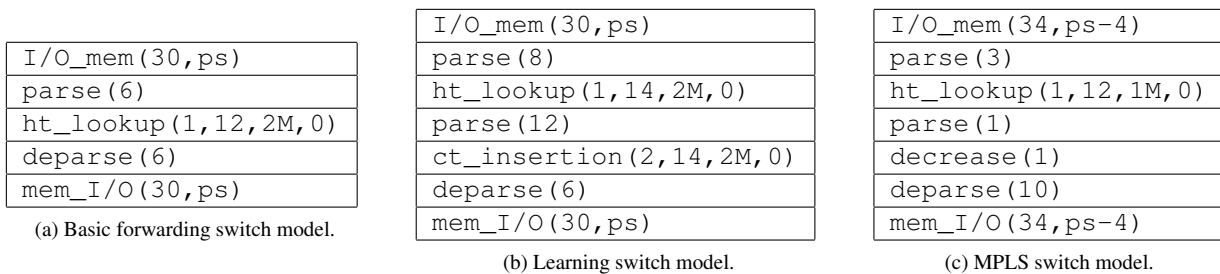 I/O_mem(30,ps)
parse(6)
ht_lookup(1,12,2M,0)
deparse(6)
mem_I/O(30,ps)
(a) Basic forwarding switch model.
I/O_mem(30,ps)
parse(8)
ht_lookup(1,14,2M,0)
parse(12)
ct_insertion(2,14,2M,0)
deparse(6)
mem_I/O(30,ps)
(b) Learning switch model.
I/O_mem(34,ps-4)
parse(3)
ht_lookup(1,12,1M,0)
parse(1)
decrease(1)
deparse(10)
mem_I/O(34,ps-4)
(c) MPLS switch model.